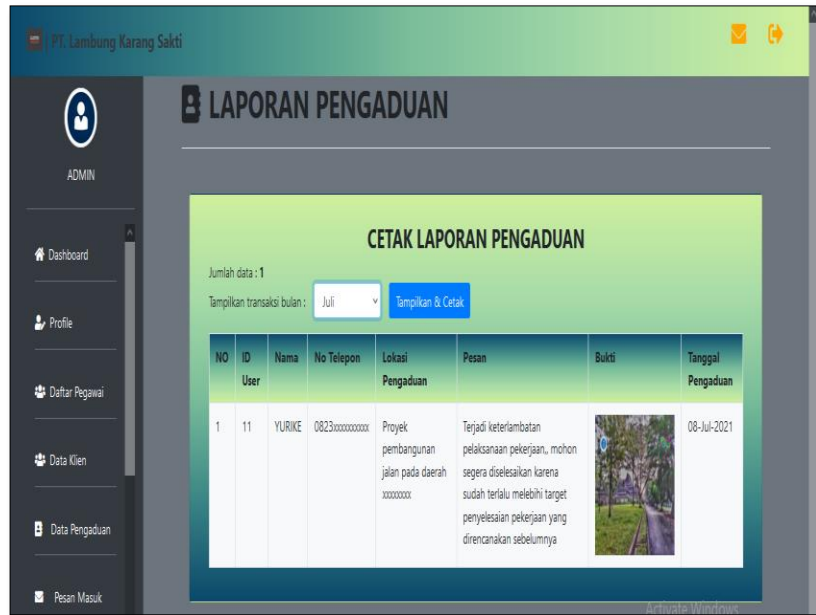 PT. Lambung Karang Sakti
LAPORAN PENGADUAN
ADMIN
Dashboard
Profile
Daftar Pegawai
Data Klien
Data Pengaduan
Pesan Masuk
CETAK LAPORAN PENGADUAN
Jumlah data : 1
Tampilkan transaksi bulan :
Juli
Tampilkan & Cetak
NO ID Nama No Telepon Lokasi Pesan Bukti Tanggal
User Pengaduan Pengaduan
1 11 YURIKE 0823xxxxxxxxxx Proyek Terjadi keterlambatan 08-Jul-2021
pembangunan pelaksanaan pekerjaan,, mohon
jalan pada daerah segera diselesaikan karena
xxxxxxxx sudah terlalu melebihi target
penyelesaian pekerjaan yang
direncanakan sebelumnya
Activate Windows